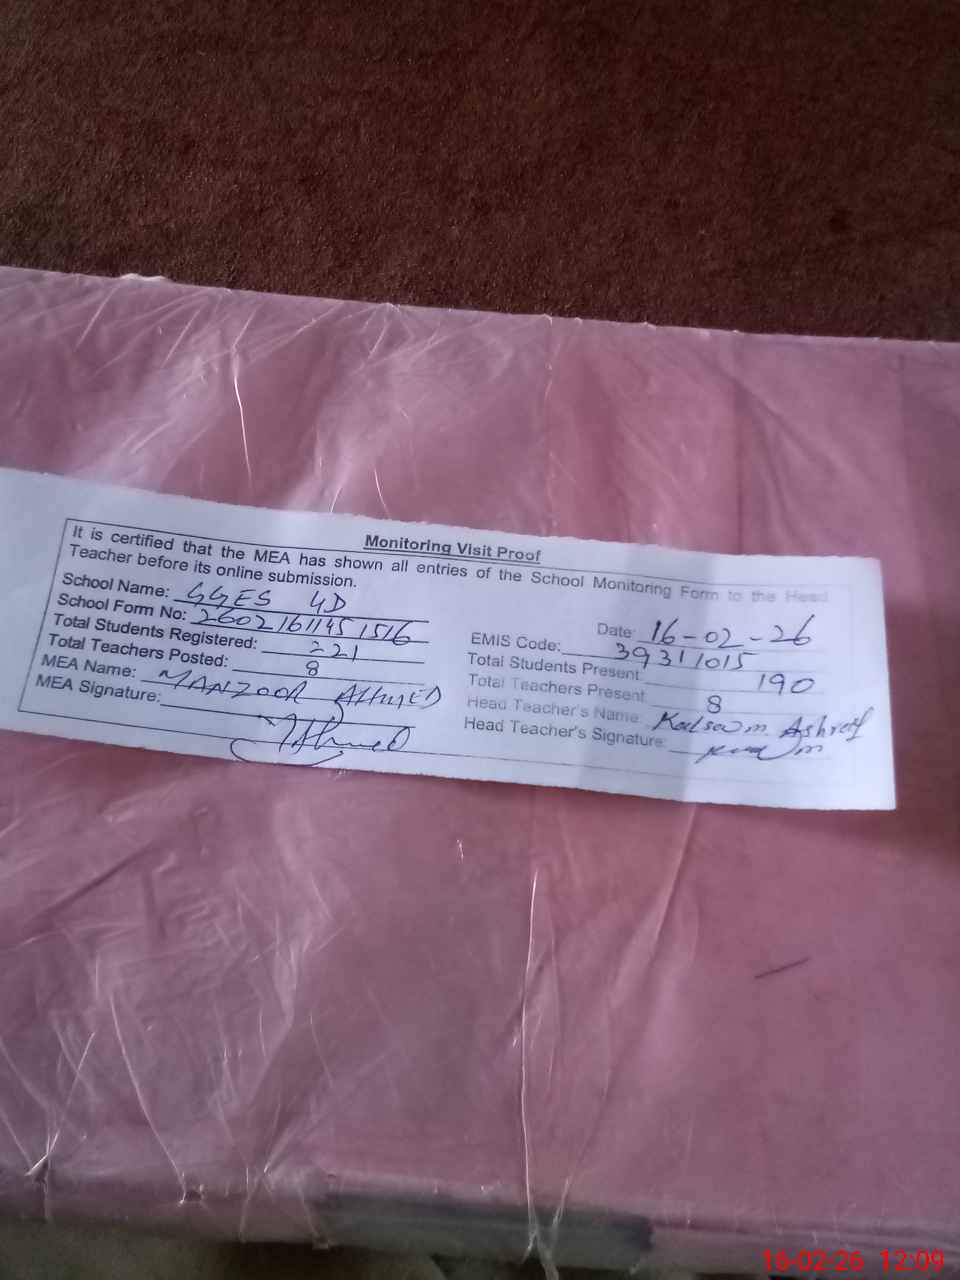 Monitoring Visit Proof
It is certified that the MEA has shown all entries of the School Monitoring Form to the Head
Teacher before its online submission.
School Name: GGES 4D
Date: 16-02-26
School Form No: 26021611451516
EMIS Code: 39311015
Total Students Registered: 221
Total Students Present: 190
Total Teachers Posted: 8
Total Teachers Present: 8
MEA Name: MANZOOR AHMED
Head Teacher's Name: Kalsoom Ashraf
MEA Signature: Ahmed
Head Teacher's Signature:
16-02-26 12:09